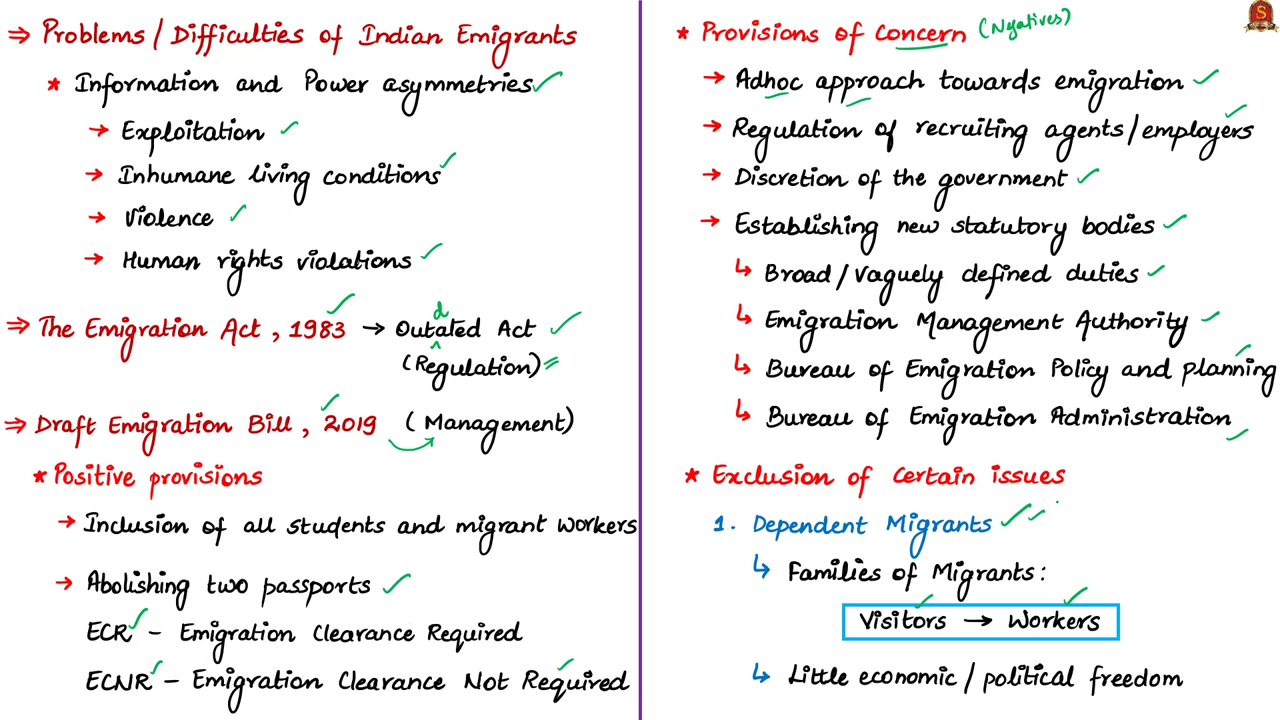 ⇒ Problems/Difficulties of Indian Emigrants
* Information and Power asymmetries ✓
→ Exploitation ✓
→ Inhumane living conditions ✓
→ Violence ✓
→ Human rights violations ✓
⇒ The Emigration Act, 1983 → Outdated Act ✓
(Regulation)
⇒ Draft Emigration Bill, 2019 (Management)
* Positive provisions
→ Inclusion of all students and migrant workers
→ Abolishing two passports ✓
ECR ✓ - Emigration Clearance Required
ECNR ✓ - Emigration Clearance Not Required ✓
* Provisions of Concern (Negatives)
→ Adhoc approach towards emigration ✓
→ Regulation of recruiting agents/employers ✓
→ Discretion of the government ✓
→ Establishing new statutory bodies ✓
↳ Broad/Vaguely defined duties ✓
↳ Emigration Management Authority ✓
↳ Bureau of Emigration Policy and planning ✓
↳ Bureau of Emigration Administration ✓
* Exclusion of Certain issues
1. Dependent Migrants ✓✓
↳ Families of Migrants:
Visitors → Workers
↳ Little economic/political freedom